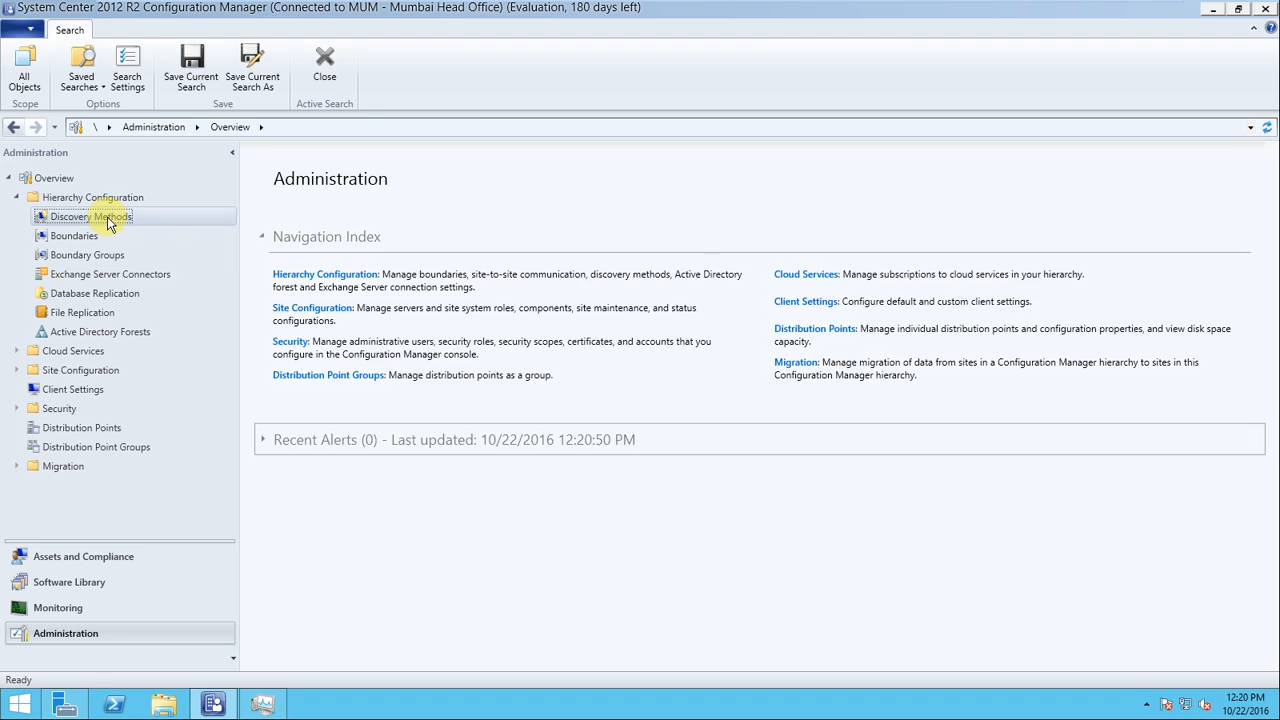 System Center 2012 R2 Configuration Manager (Connected to MUM - Mumbai Head Office) (Evaluation, 180 days left)
Search
All Objects
Saved Searches
Search Settings
Save Current Search
Save Current Search As
Close
Scope
Options
Save
Active Search
\ Administration Overview
Administration
Overview
Hierarchy Configuration
Discovery Methods
Boundaries
Boundary Groups
Exchange Server Connectors
Database Replication
File Replication
Active Directory Forests
Cloud Services
Site Configuration
Client Settings
Security
Distribution Points
Distribution Point Groups
Migration
Assets and Compliance
Software Library
Monitoring
Administration
Administration
Navigation Index
Hierarchy Configuration: Manage boundaries, site-to-site communication, discovery methods, Active Directory
forest and Exchange Server connection settings.
Site Configuration: Manage servers and site system roles, components, site maintenance, and status
configurations.
Security: Manage administrative users, security roles, security scopes, certificates, and accounts that you
configure in the Configuration Manager console.
Distribution Point Groups: Manage distribution points as a group.
Cloud Services: Manage subscriptions to cloud services in your hierarchy.
Client Settings: Configure default and custom client settings.
Distribution Points: Manage individual distribution points and configuration properties, and view disk space
capacity.
Migration: Manage migration of data from sites in a Configuration Manager hierarchy to sites in this
Configuration Manager hierarchy.
Recent Alerts (0) - Last updated: 10/22/2016 12:20:50 PM
Ready
12:20 PM
10/22/2016